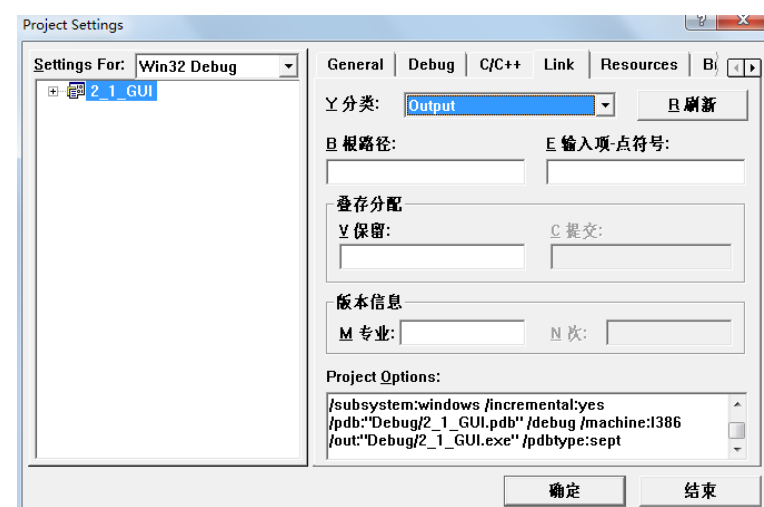 Project Settings
Settings For: Win32 Debug
2_1_GUI
General Debug C/C++ Link Resources
Y 分类: Output R 刷新
B 根路径: E 输入项-点符号:
叠存分配
V 保留: C 提交:
版本信息
M 专业: N 次:
Project Options:
/subsystem:windows /incremental:yes
/pdb:"Debug/2_1_GUI.pdb" /debug /machine:I386
/out:"Debug/2_1_GUI.exe" /pdbtype:sept
确定 结束